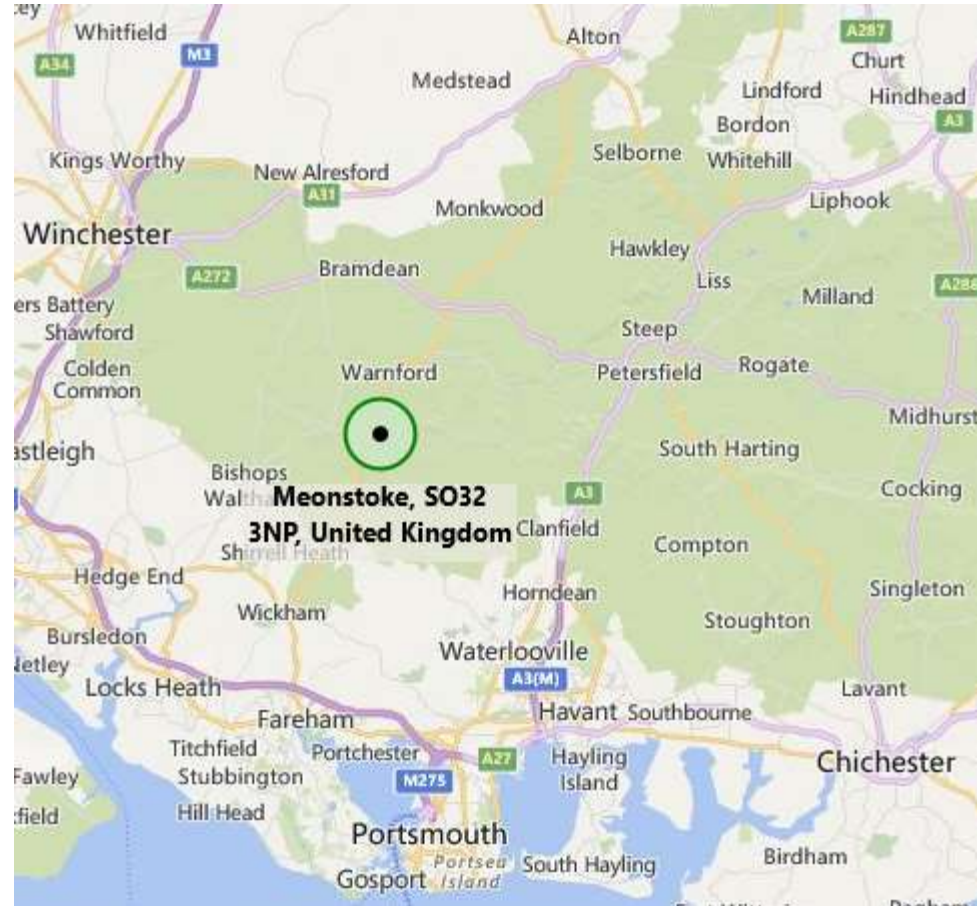 Whitfield
M3
Alton
A287
A34
Churt
Medstead
Lindford
Hindhead
Bordon
A3
Kings Worthy
New Alresford
Selborne
Whitehill
A31
Liphook
Monkwood
Winchester
Hawkley
A272
Bramdean
Liss
Milland
Steep
Shawford
Warnford
Petersfield
Rogate
Colden
Common
Midhurst
South Harting
Bishops
Cocking
A3
Meonstoke, SO32
3NP, United Kingdom
Clanfield
Shirrell Heath
Compton
Hedge End
Horndean
Singleton
Wickham
Stoughton
Bursledon
Waterlooville
A3(M)
Locks Heath
Lavant
Fareham
Havant
Southbourne
Titchfield
Portchester
A27
Hayling
Island
Chichester
Stubbington
M275
Fawley
Hill Head
Portsmouth
Portsea
Island
South Hayling
Birdham
Gosport